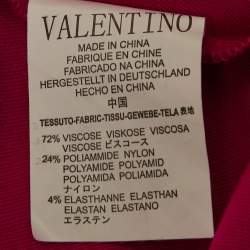 VALENTINO
MADE IN CHINA
FABRIQUE EN CHINE
FABRICADO NA CHINA
HERGESTELLT IN DEUTSCHLAND
HECHO EN CHINA
中国
TESSUTO-FABRIC-TISSU-GEWEBE-TELA 表地
72% VISCOSE VISKOSE VISCOSA
VISCOSE ビスコース
24% POLIAMMIDE NYLON
POLYAMIDE POLYAMID
POLYAMIDE POLIAMIDA
ナイロン
4% ELASTHANNE ELASTHAN
ELASTAN ELASTANO
エラステン